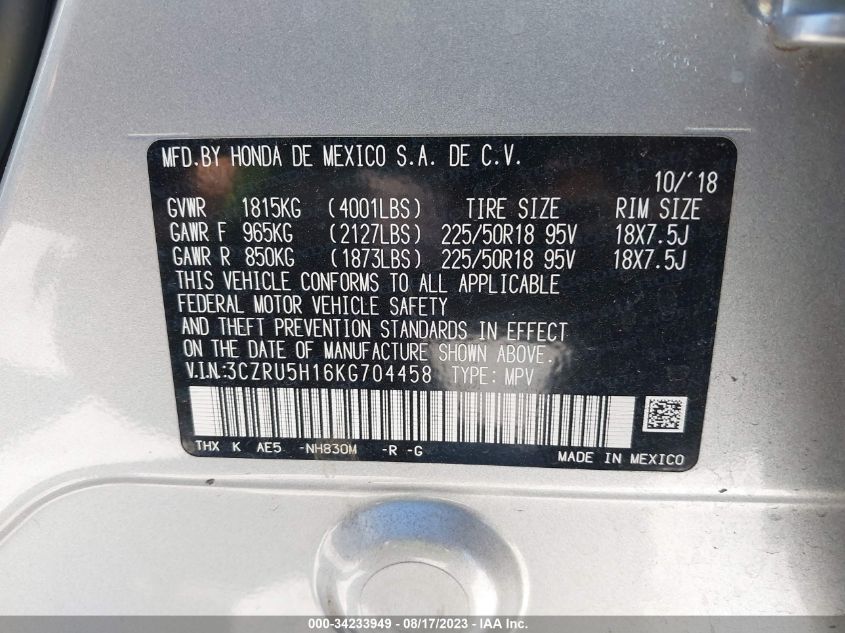 MFD.BY HONDA DE MEXICO S.A. DE C.V.
10/'18
GVWR 1815KG (4001LBS) TIRE SIZE RIM SIZE
GAWR F 965KG (2127LBS) 225/50R18 95V 18X7.5J
GAWR R 850KG (1873LBS) 225/50R18 95V 18X7.5J
THIS VEHICLE CONFORMS TO ALL APPLICABLE
FEDERAL MOTOR VEHICLE SAFETY
AND THEFT PREVENTION STANDARDS IN EFFECT
ON THE DATE OF MANUFACTURE SHOWN ABOVE.
V.I.N.:3CZRU5H16KG704458 TYPE: MPV
THX K AE5 -NH830M -R -G
MADE IN MEXICO
000-34233949 - 08/17/2023 - IAA Inc.